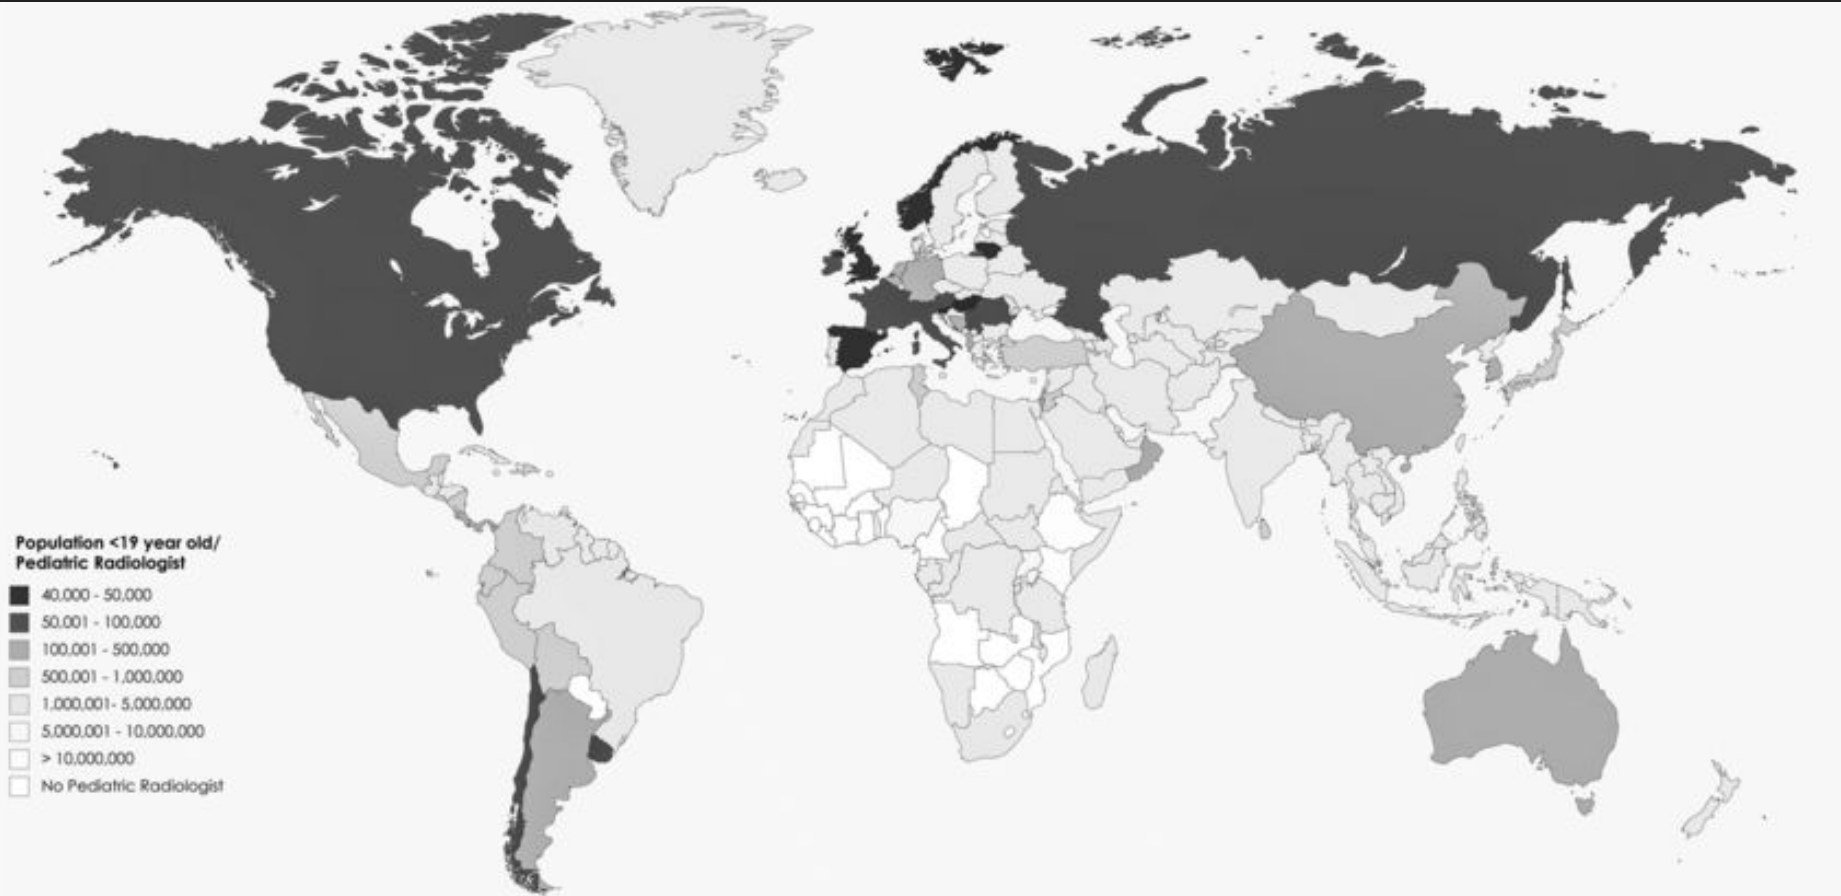 Population <19 year old/
Pediatric Radiologist
40,000 - 50,000
50,001 - 100,000
100,001 - 500,000
500,001 - 1,000,000
1,000,001- 5,000,000
5,000,001 - 10,000,000
> 10,000,000
No Pediatric Radiologist